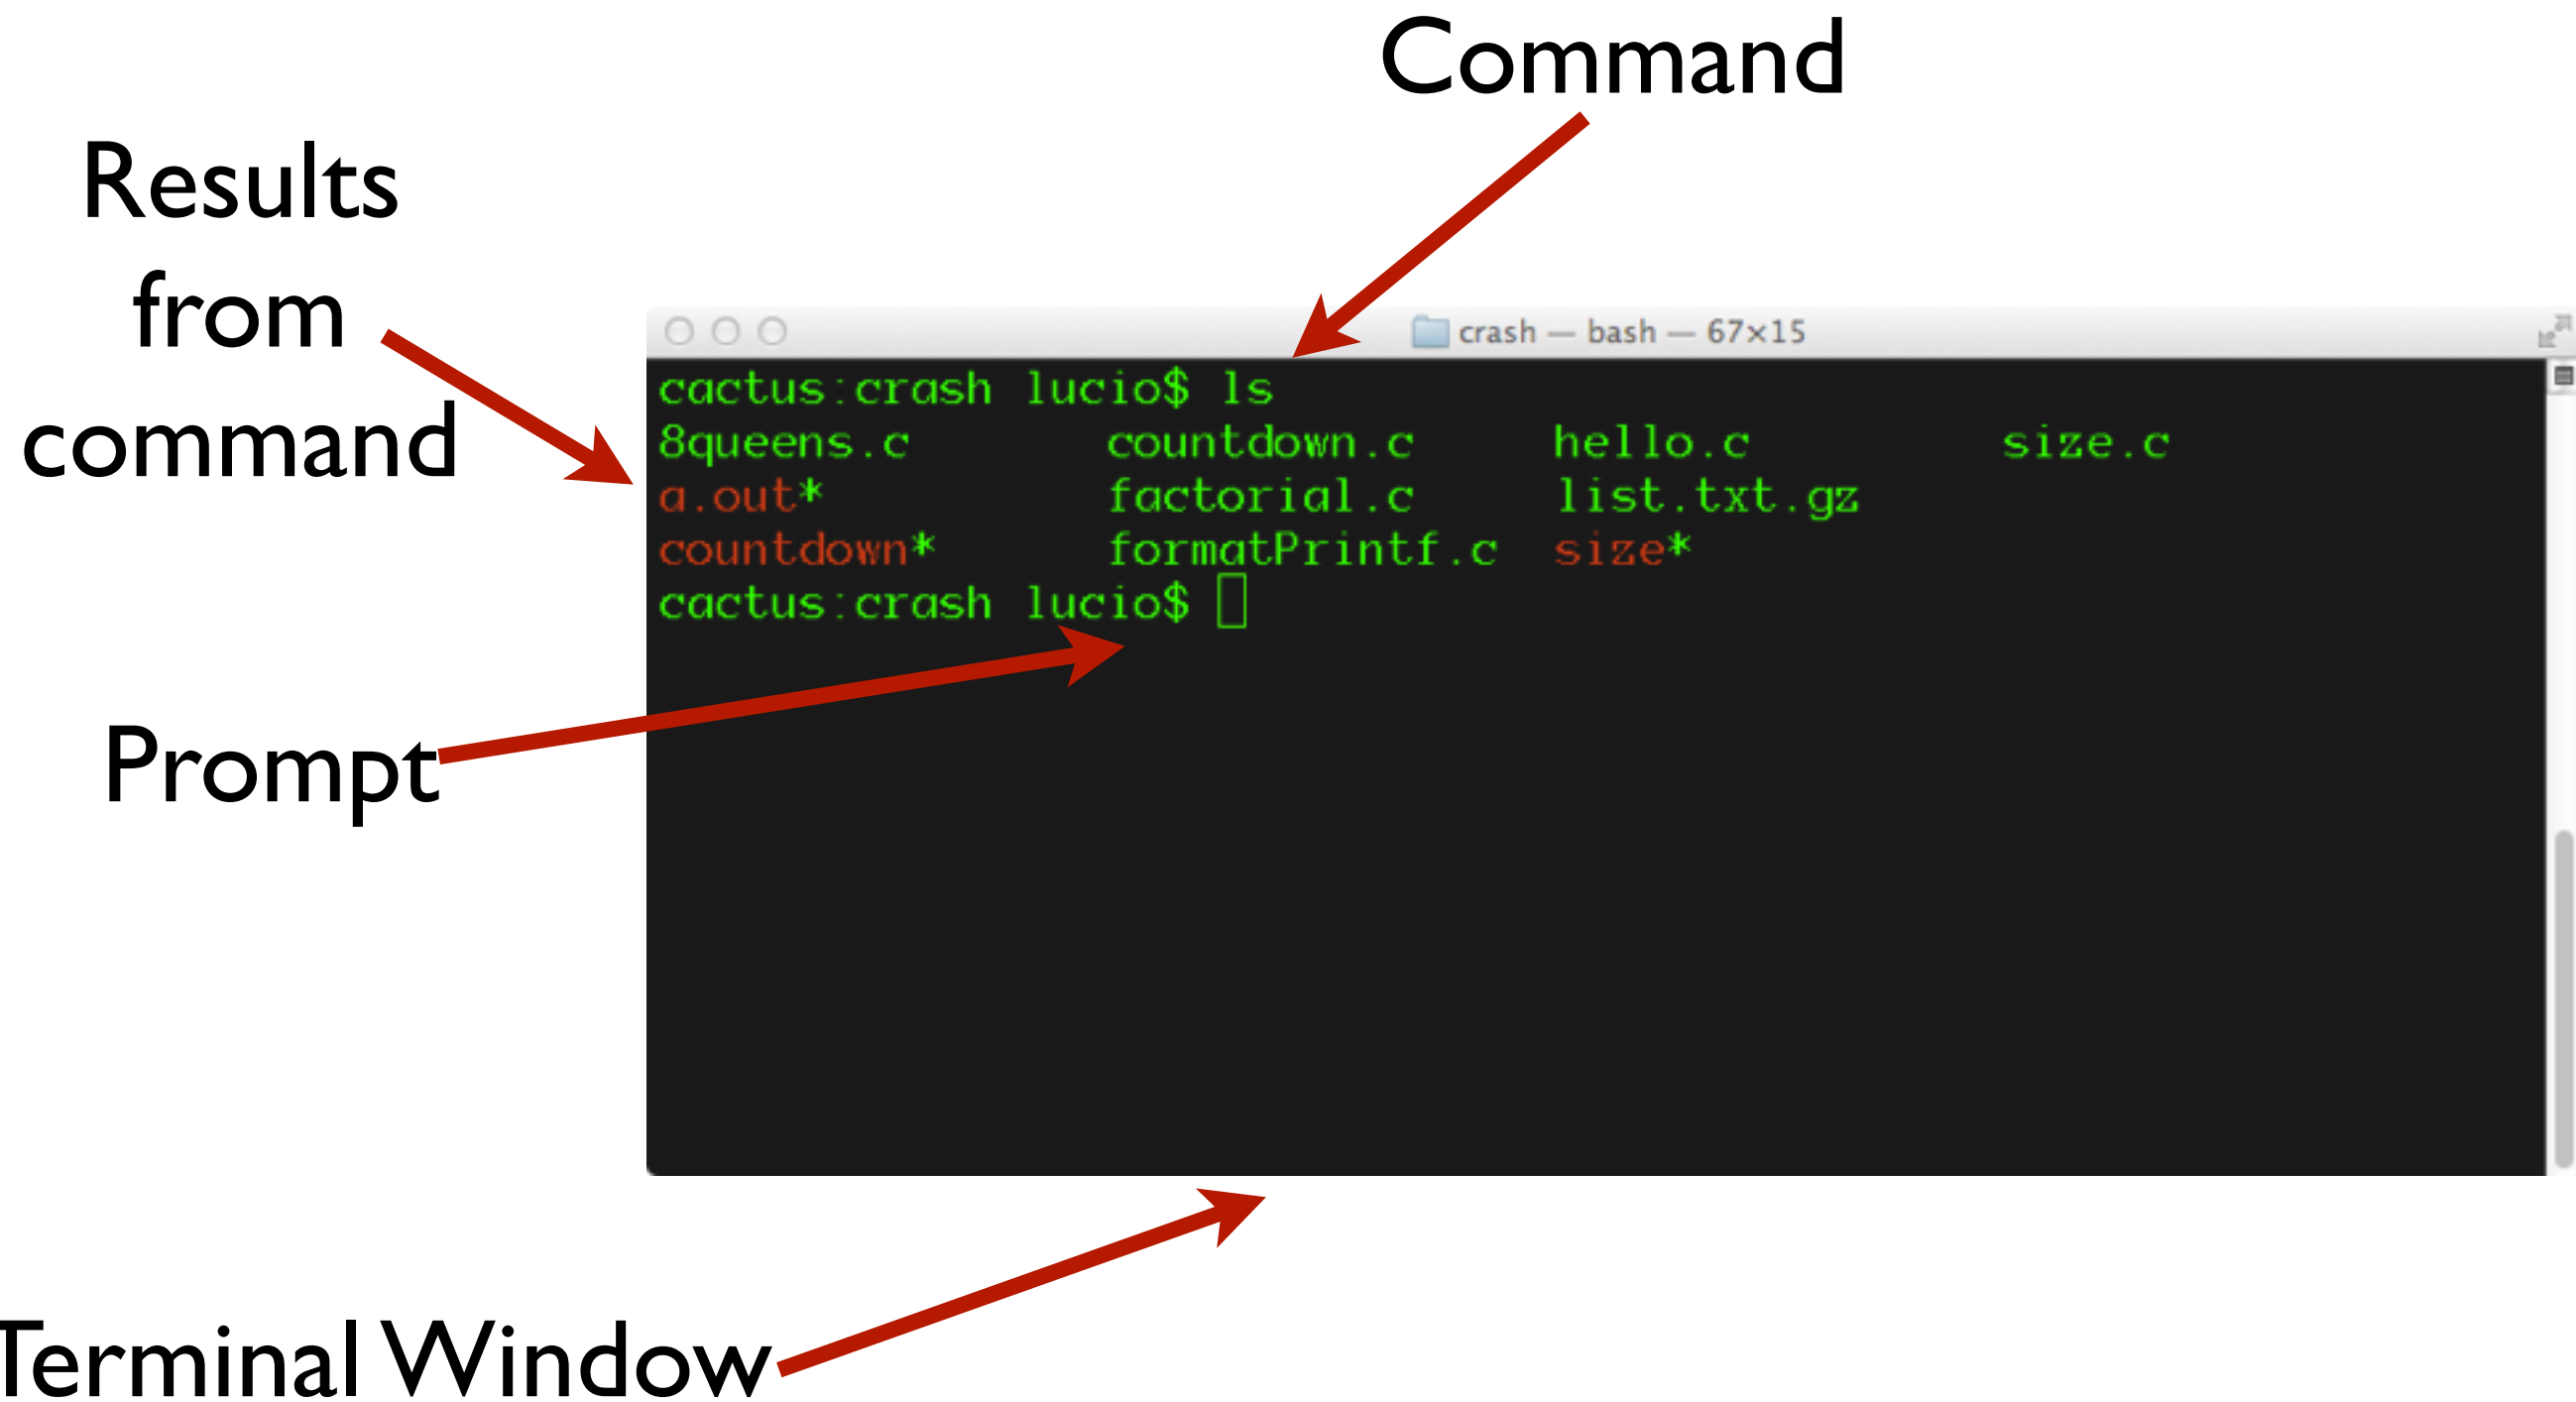 Command
Results
from
command
crash — bash — 67×15
cactus:crash lucio$ ls
8queens.c countdown.c hello.c size.c
a.out* factorial.c list.txt.gz
countdown* formatPrintf.c size*
cactus:crash lucio$
Prompt
Terminal Window